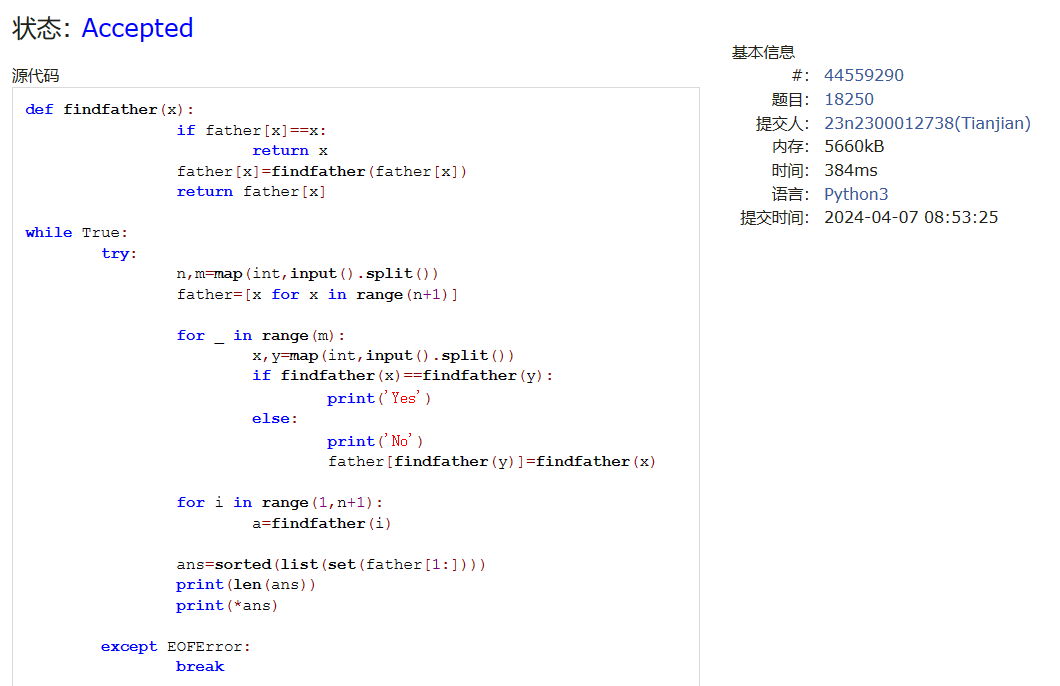 状态: Accepted
源代码
def findfather(x):
if father[x]==x:
return x
father[x]=findfather(father[x])
return father[x]
while True:
try:
n,m=map(int,input().split())
father=[x for x in range(n+1)]
for _ in range(m):
x,y=map(int,input().split())
if findfather(x)==findfather(y):
print('Yes')
else:
print('No')
father[findfather(y)]=findfather(x)
for i in range(1,n+1):
a=findfather(i)
ans=sorted(list(set(father[1:])))
print(len(ans))
print(*ans)
except EOFError:
break
基本信息
#: 44559290
题目: 18250
提交人: 23n2300012738(Tianjian)
内存: 5660kB
时间: 384ms
语言: Python3
提交时间: 2024-04-07 08:53:25